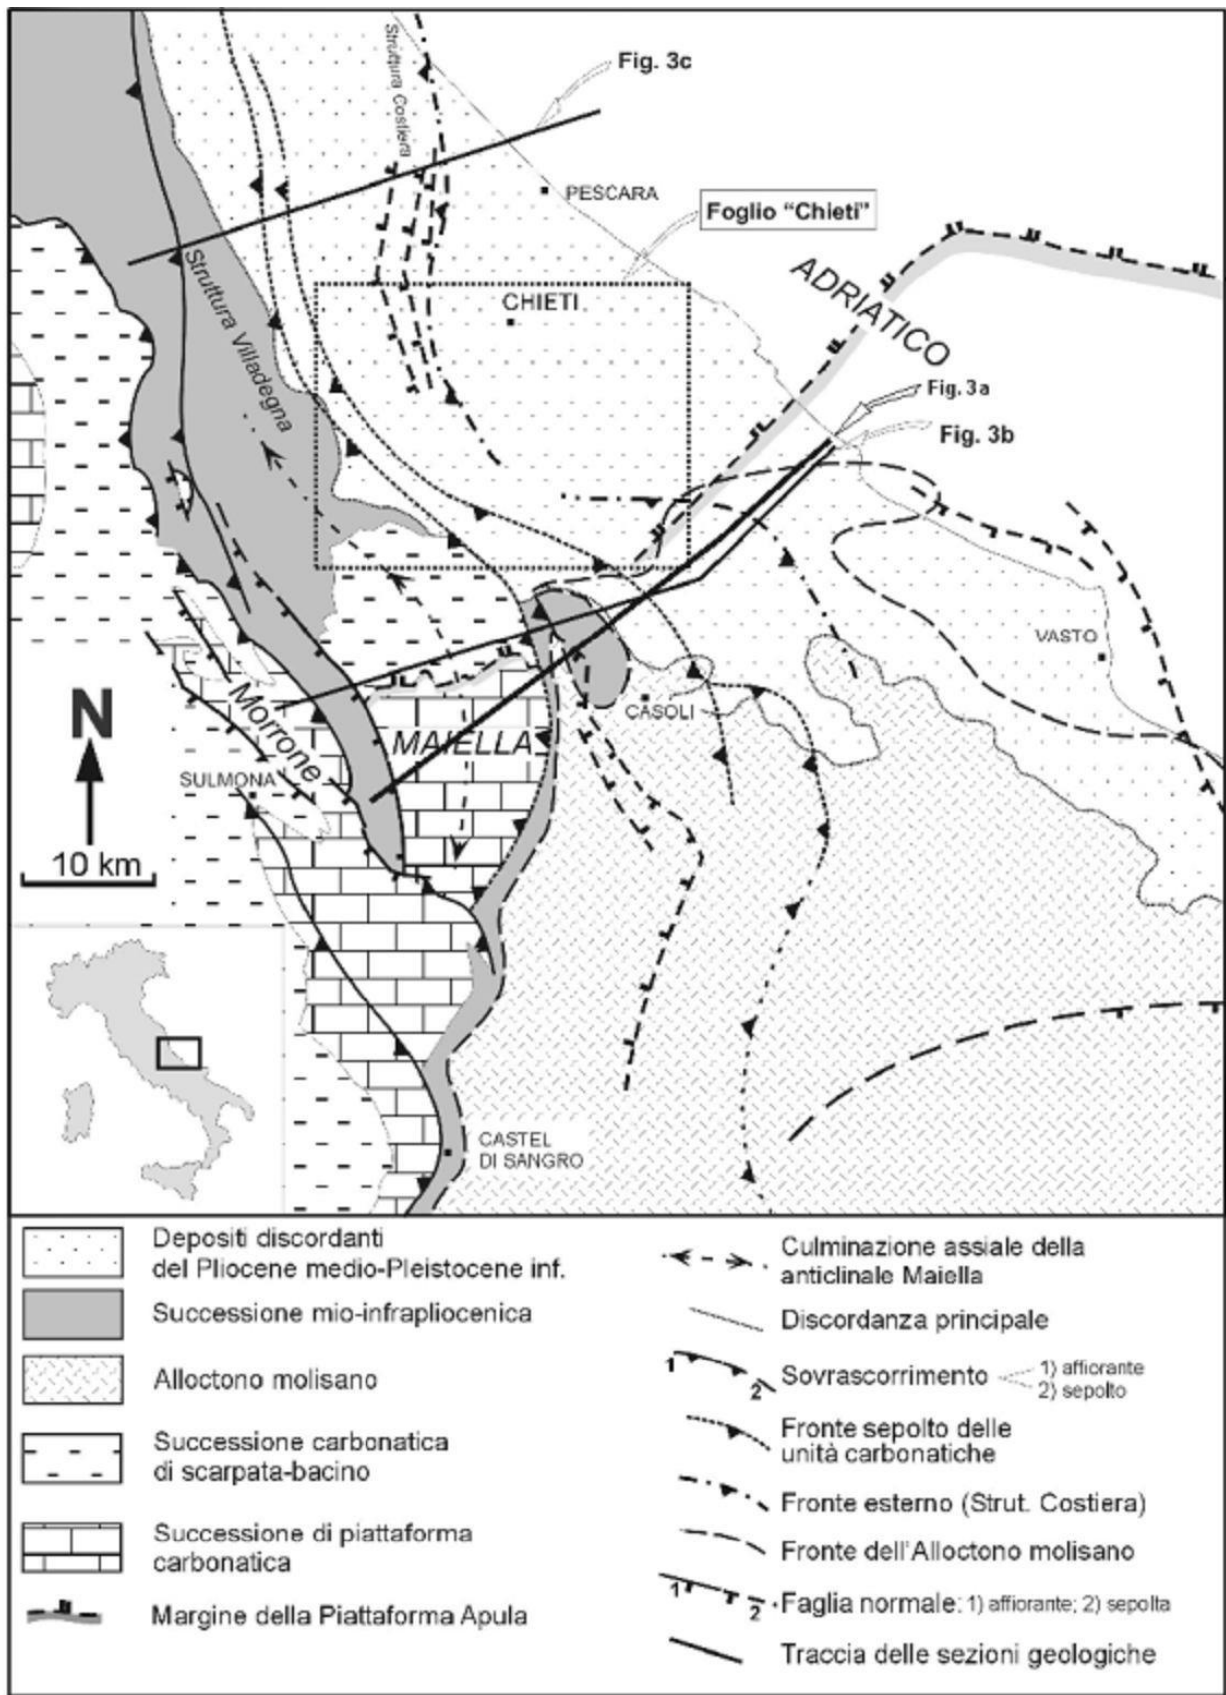 Struttura Costiera
Fig. 3c
PESCARA
Foglio "Chieti"
CHIETI
ADRIATICO
Struttura Villadegna
Fig. 3a
Fig. 3b
VASTO
N
Morrone
MAIELLA
CASOLI
SULMONA
10 km
CASTEL
DI SANGRO
Depositi discordanti
del Pliocene medio-Pleistocene inf.
Successione mio-infrapliocenica
Alloctono molisano
Successione carbonatica
di scarpata-bacino
Successione di piattaforma
carbonatica
Margine della Piattaforma Apula
Culminazione assiale della
anticlinale Maiella
Discordanza principale
1 2 Sovrascorrimento 1) affiorante
2) sepolto
Fronte sepolto delle
unità carbonatiche
Fronte esterno (Strut. Costiera)
Fronte dell'Alloctono molisano
1 2 Faglia normale: 1) affiorante; 2) sepolta
Traccia delle sezioni geologiche